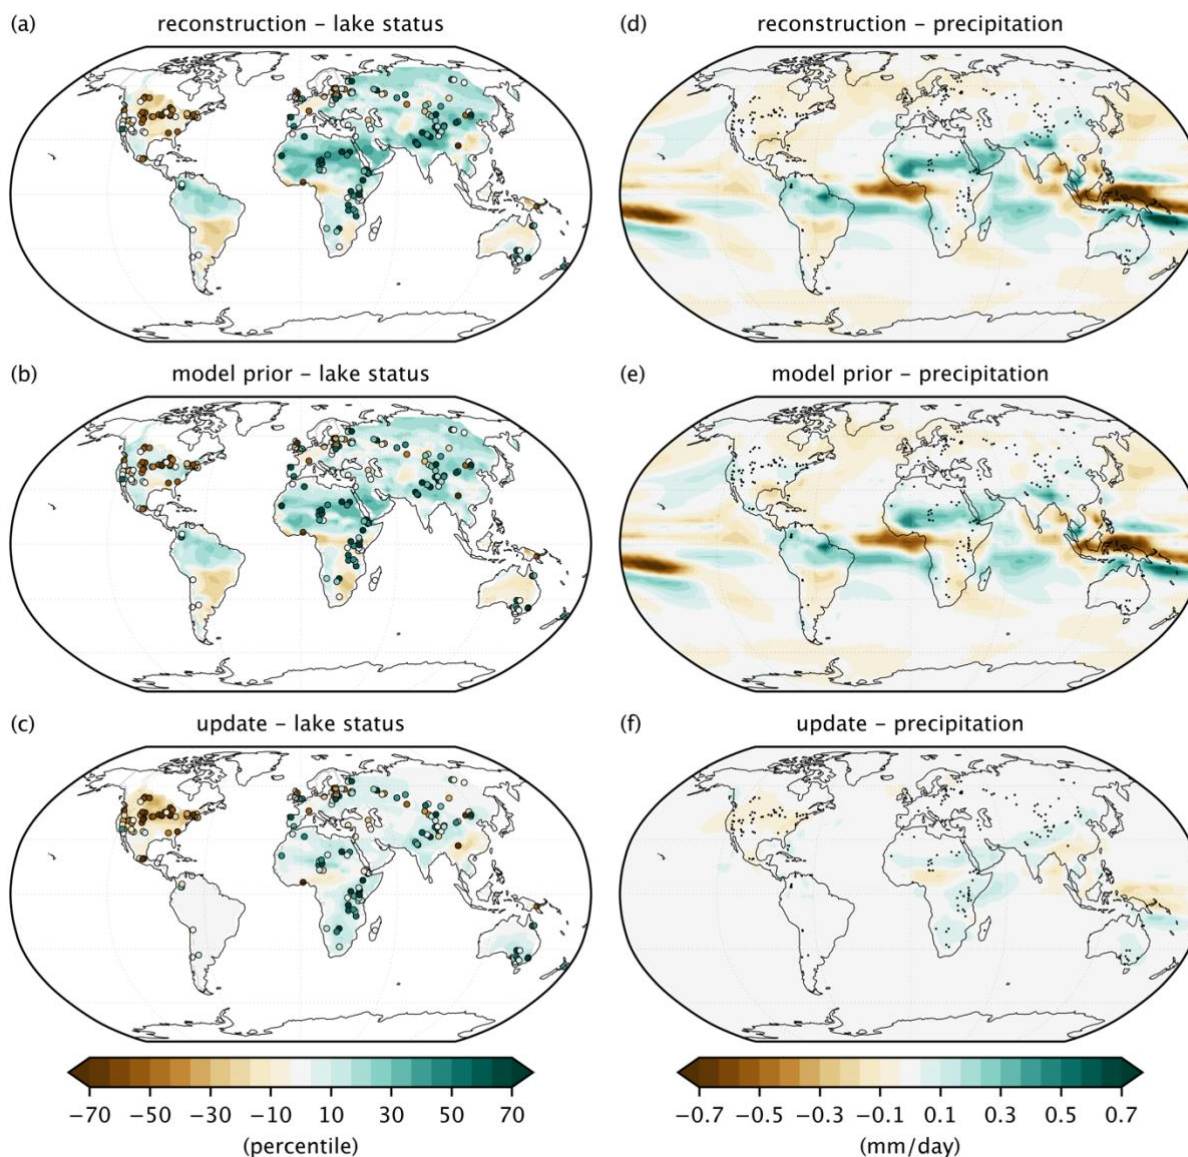 (a) reconstruction – lake status
(d) reconstruction – precipitation
(b) model prior – lake status
(e) model prior – precipitation
(c) update – lake status
(f) update – precipitation
−70 −50 −30 −10 10 30 50 70
(percentile)
−0.7 −0.5 −0.3 −0.1 0.1 0.3 0.5 0.7
(mm/day)